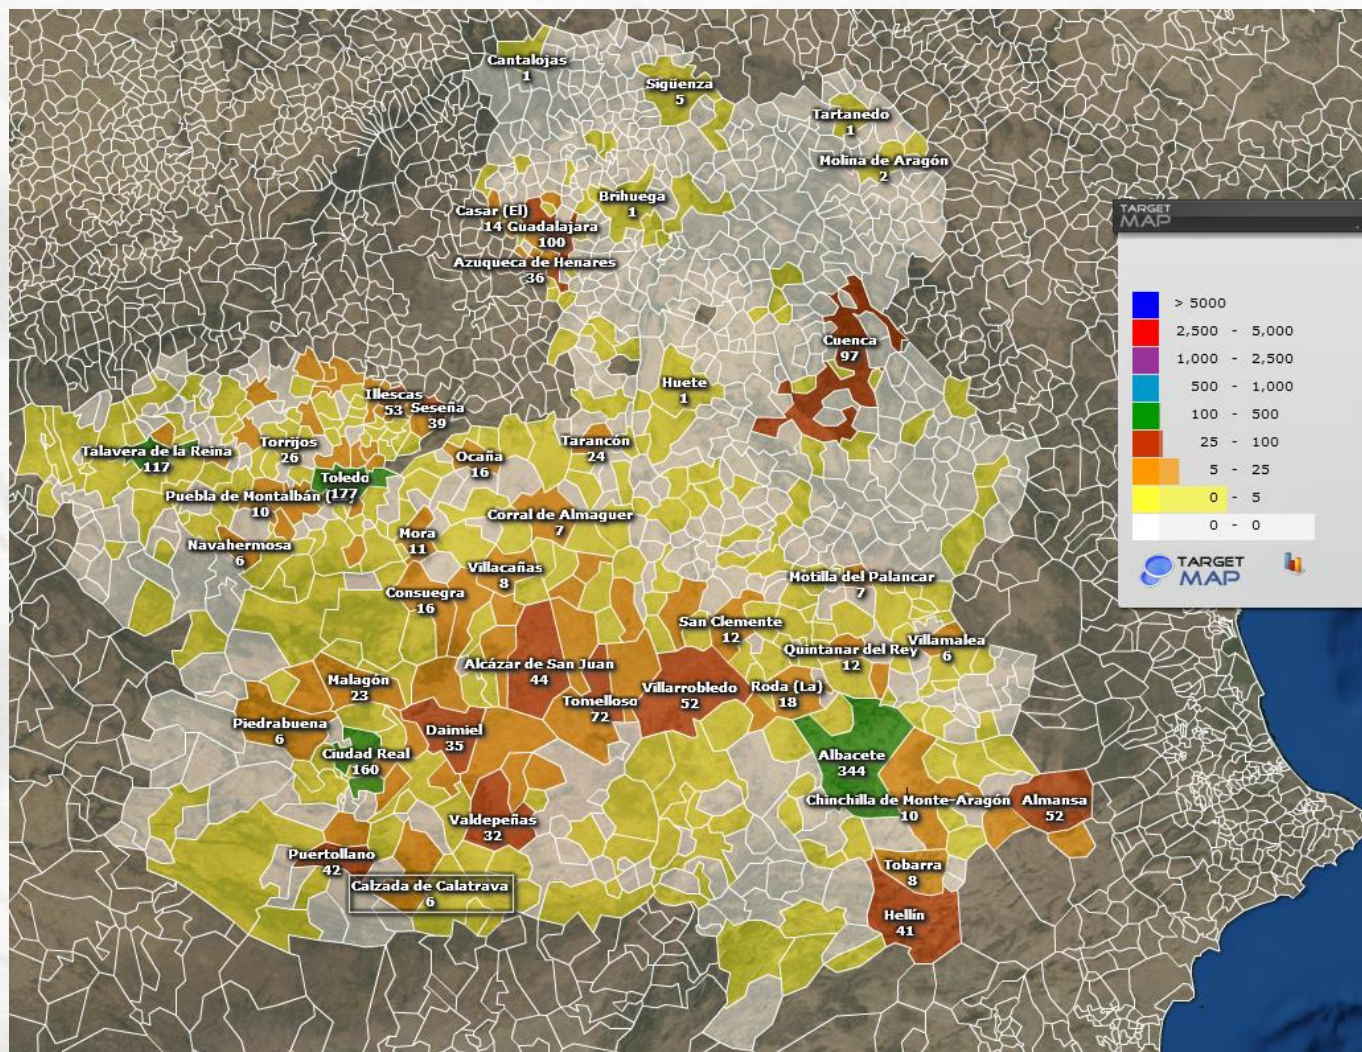 Cantalojas
1
Sigüenza
5
Tartanedo
1
Molina de Aragón
2
Brihuega
1
Casar (El)
14
Guadalajara
100
Azuqueca de Henares
36
Cuenca
97
Huete
1
Illescas
53
Seseña
39
Talavera de la Reina
117
Torrijos
26
Ocaña
16
Tarancón
24
Toledo
177
Puebla de Montalbán (
10
Corral de Almaguer
7
Mora
11
Navahermosa
6
Villacañas
8
Consuegra
16
Motilla del Palancar
7
San Clemente
12
Quintanar del Rey
12
Villamalea
6
Alcázar de San Juan
44
Malagón
23
Tomelloso
72
Villarrobledo
52
Roda (La)
18
Piedrabuena
6
Daimiel
35
Ciudad Real
160
Albacete
344
Chinchilla de Monte-Aragón
10
Almansa
52
Valdepeñas
32
Puertollano
42
Calzada de Calatrava
6
Tobarra
8
Hellín
41
TARGET
MAP
> 5000
2,500 - 5,000
1,000 - 2,500
500 - 1,000
100 - 500
25 - 100
5 - 25
0 - 5
0 - 0
TARGET
MAP